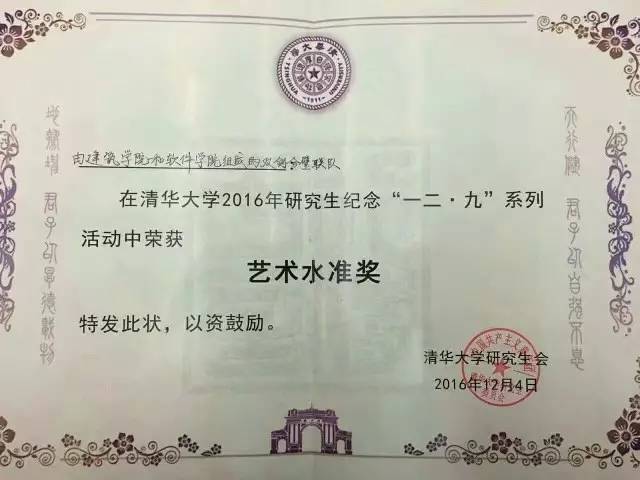 清华大学
TSINGHUA UNIVERSITY
-1911-
由建筑学院和软件学院组成的双剑合璧联队
在清华大学2016年研究生纪念“一二·九”系列
活动中荣获
艺术水准奖
特发此状，以资鼓励。
清华大学研究生会
2016年12月4日
天行健 君子以自强不息
地势坤 君子以厚德载物